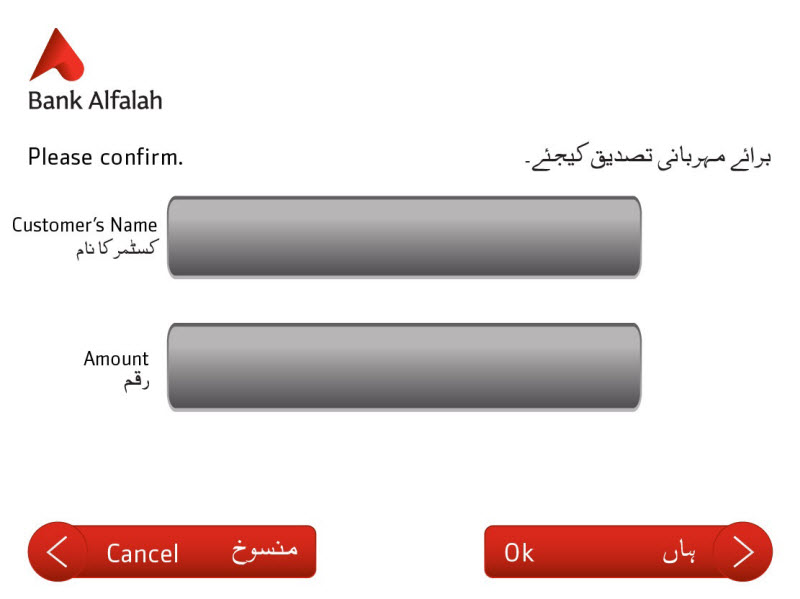 Bank Alfalah
Please confirm. برائے مہربانی تصدیق کیجئے۔
Customer's Name
کسٹمر کا نام
Amount
رقم
Cancel منسوخ
Ok ہاں